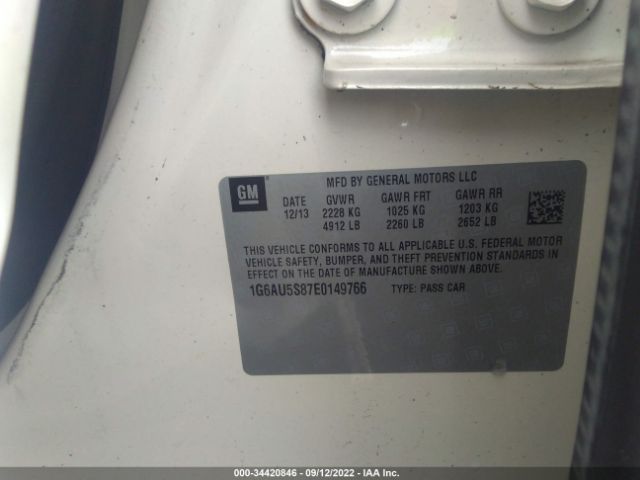 GM
MFD BY GENERAL MOTORS LLC
DATE GVWR GAWR FRT GAWR RR
12/13 2228 KG 1025 KG 1203 KG
4912 LB 2260 LB 2652 LB
THIS VEHICLE CONFORMS TO ALL APPLICABLE U.S. FEDERAL MOTOR
VEHICLE SAFETY, BUMPER, AND THEFT PREVENTION STANDARDS IN
EFFECT ON THE DATE OF MANUFACTURE SHOWN ABOVE.
1G6AU5S87E0149766 TYPE: PASS CAR
000-34420846 - 09/12/2022 - IAA Inc.